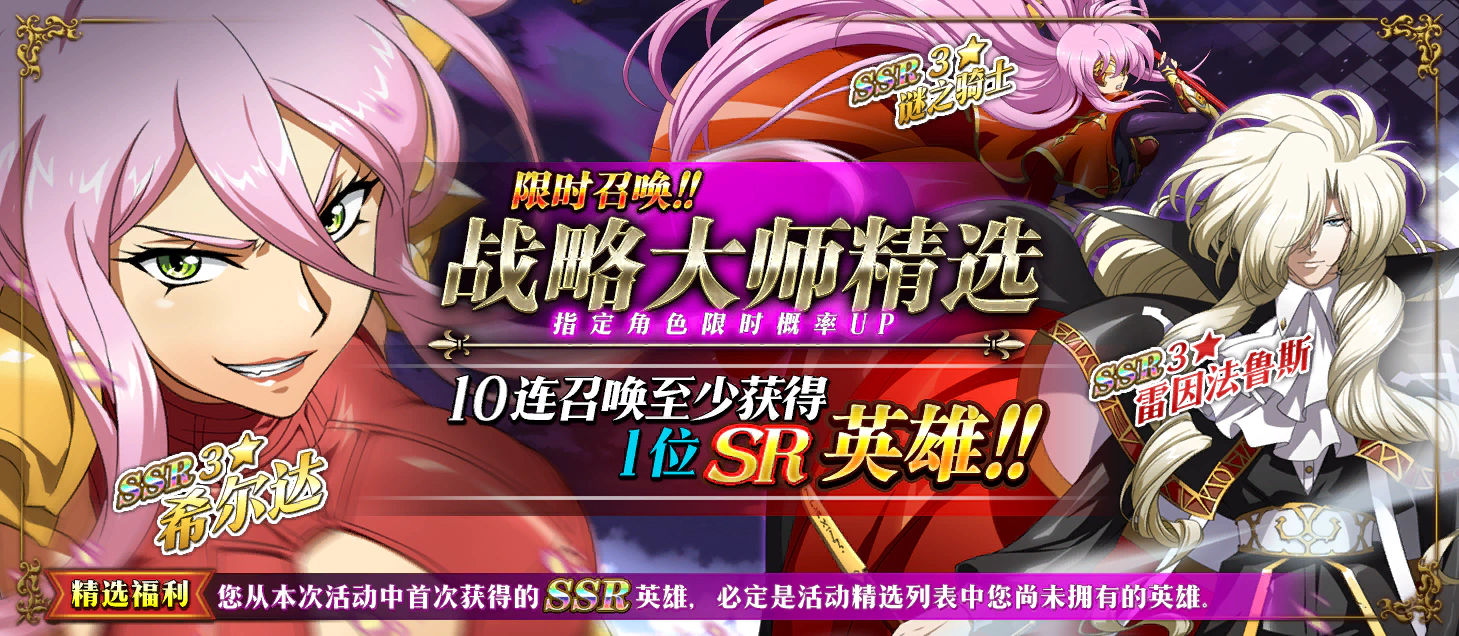 SSR3★
谜之骑士
限时召唤!!
战略大师精选
指定角色限时概率UP
SSR3★
雷因法鲁斯
10连召唤至少获得
1位SR英雄!!
SSR3★
希尔达
精选福利 您从本次活动中首次获得的SSR英雄，必定是活动精选列表中您尚未拥有的英雄。